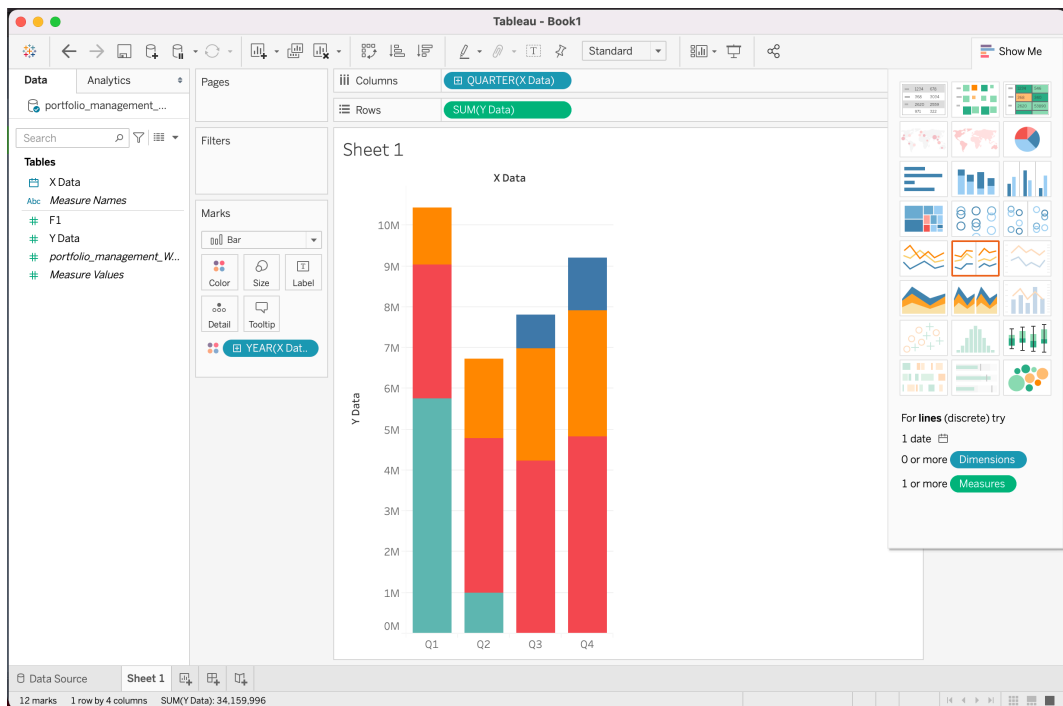 Tableau - Book1
Standard
Show Me
Data
Analytics
portfolio_management_...
Search
Tables
X Data
Abc Measure Names
F1
Y Data
portfolio_management_W...
Measure Values
Pages
Filters
Marks
Bar
Color
Size
Label
Detail
Tooltip
YEAR(X Dat..
Columns
QUARTER(X Data)
Rows
SUM(Y Data)
Sheet 1
X Data
Y Data
10M
9M
8M
7M
6M
5M
4M
3M
2M
1M
0M
Q1
Q2
Q3
Q4
For lines (discrete) try
1 date
0 or more Dimensions
1 or more Measures
Data Source
Sheet 1
12 marks 1 row by 4 columns SUM(Y Data): 34,159,996